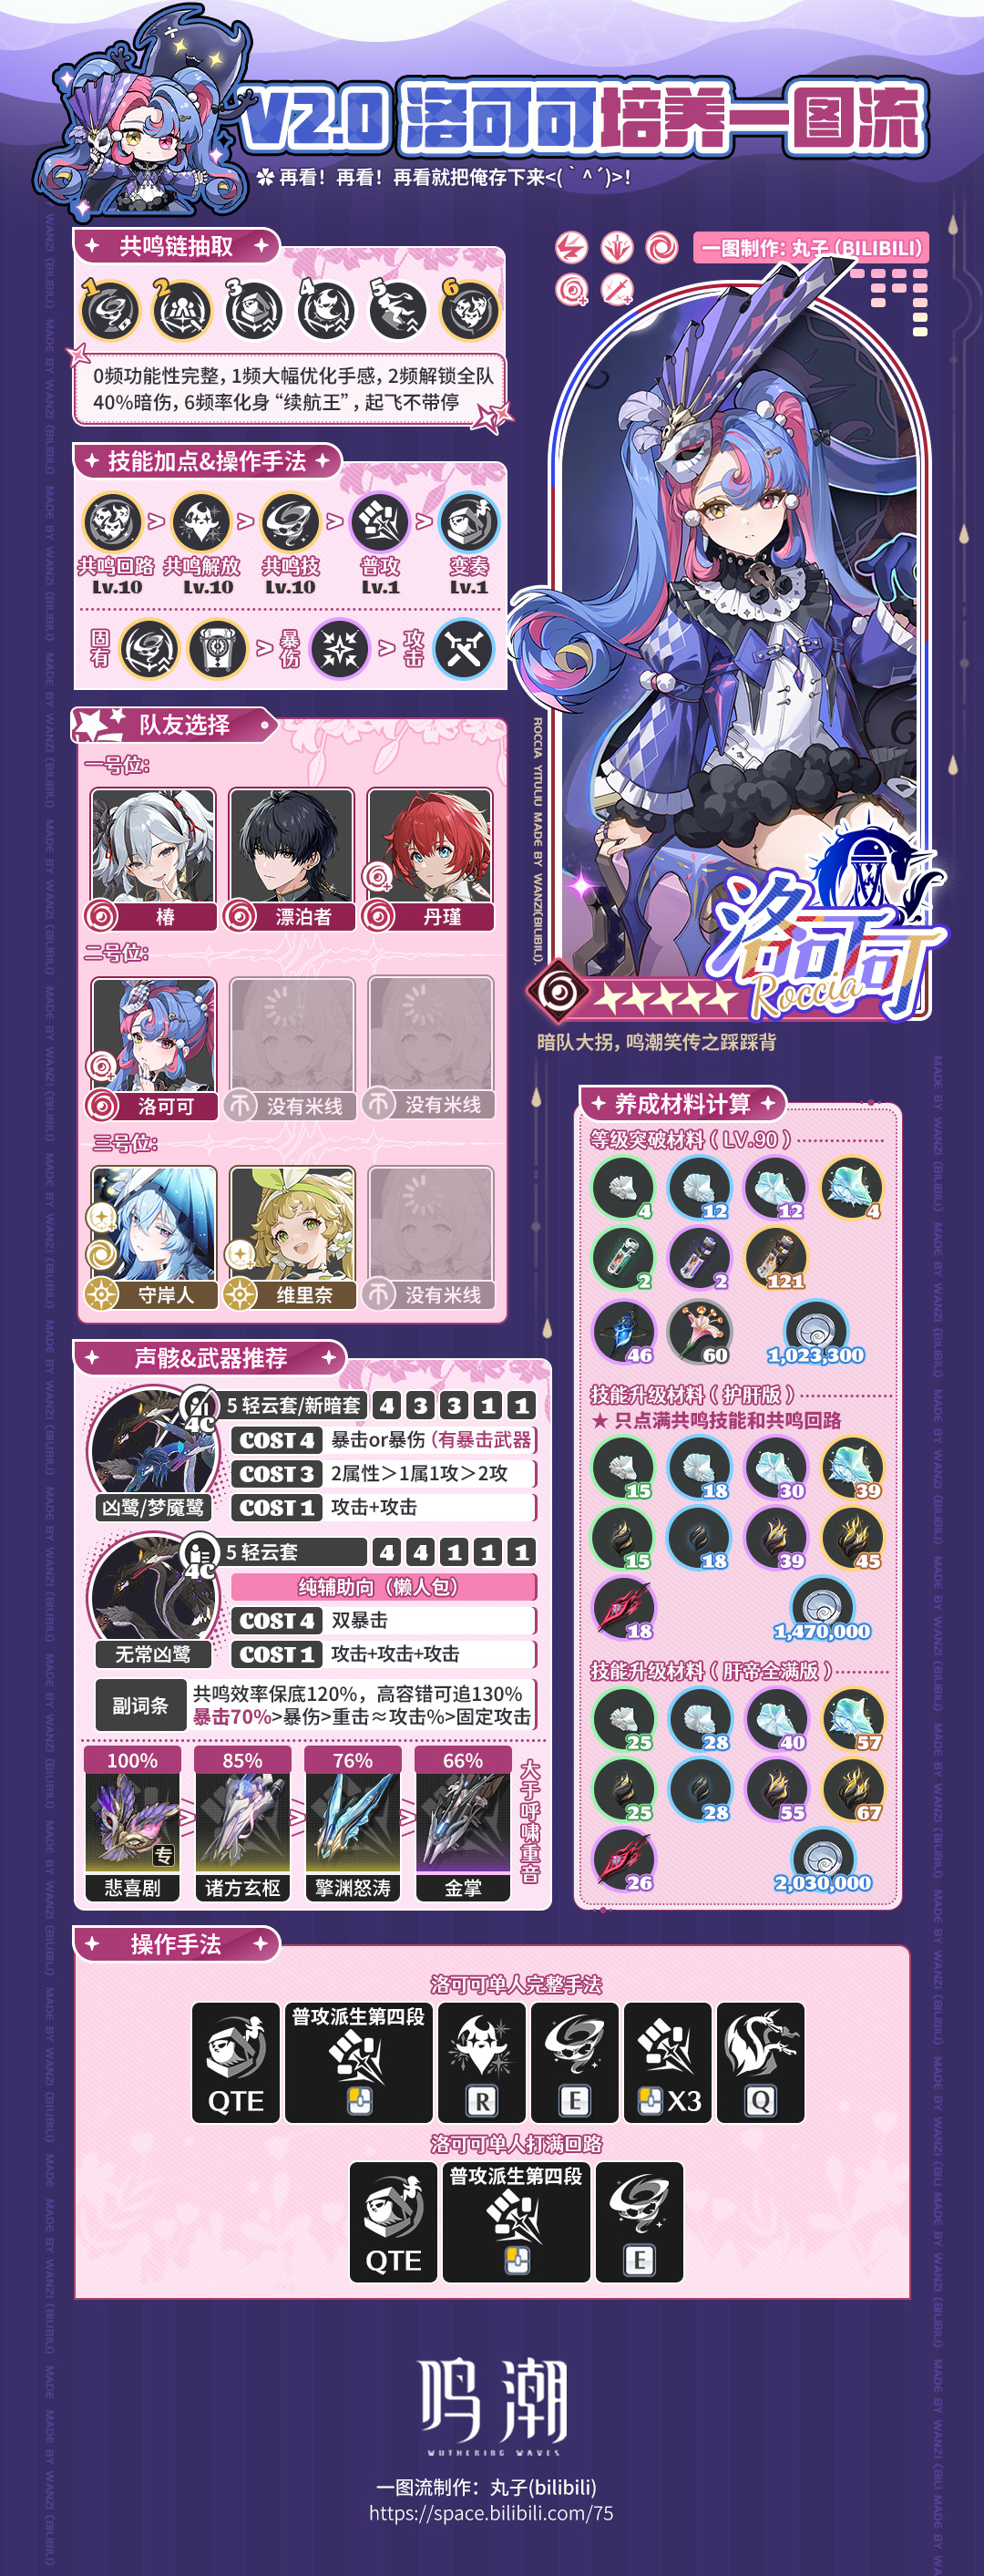 V2.0 洛可可培养一图流
再看！再看！再看就把俺存下来<(｀^´)>！
共鸣链抽取
1 2 3 4 5 6
0频功能性完整，1频大幅优化手感，2频解锁全队
40%暗伤，6频率化身“续航王”，起飞不带停
一图制作：丸子（BILIBILI）
技能加点&操作手法
共鸣回路 > 共鸣解放 > 共鸣技 > 普攻 > 变奏
Lv.10 Lv.10 Lv.10 Lv.1 Lv.1
固有 > 暴伤 > 攻击
队友选择
一号位：
椿 漂泊者 丹瑾
二号位：
洛可可 没有米线 没有米线
三号位：
守岸人 维里奈 没有米线
ROCCIA YITULIU MADE BY WANZI(BILIBILI).
洛可可
Roccia
暗队大拐，鸣潮笑传之踩踩背
声骸&武器推荐
4C
凶鹭/梦魇鹭
5 轻云套/新暗套 4 3 3 1 1
COST 4 暴击or暴伤（有暴击武器
COST 3 2属性＞1属1攻＞2攻
COST 1 攻击+攻击
4C
无常凶鹭
5 轻云套 4 4 1 1 1
纯辅助向（懒人包）
COST 4 双暴击
COST 1 攻击+攻击+攻击
副词条
共鸣效率保底120%，高容错可追130%
暴击70%>暴伤>重击≈攻击%>固定攻击
100% 85% 76% 66%
专
悲喜剧 诸方玄枢 擎渊怒涛 金掌
大于呼啸重音
养成材料计算
等级突破材料（LV.90）
4 12 12 4
2 2 121
46 60 1,023,300
技能升级材料（护肝版）
★ 只点满共鸣技能和共鸣回路
15 18 30 39
15 18 39 45
18 1,470,000
技能升级材料（肝帝全满版）
25 28 40 57
25 28 55 67
26 2,030,000
操作手法
洛可可单人完整手法
普攻派生第四段
QTE R E X3 Q
洛可可单人打满回路
普攻派生第四段
QTE E
鸣潮
WUTHERING WAVES
一图流制作：丸子(bilibili)
https://space.bilibili.com/75
MADE BY WANZI (BILIBILI)